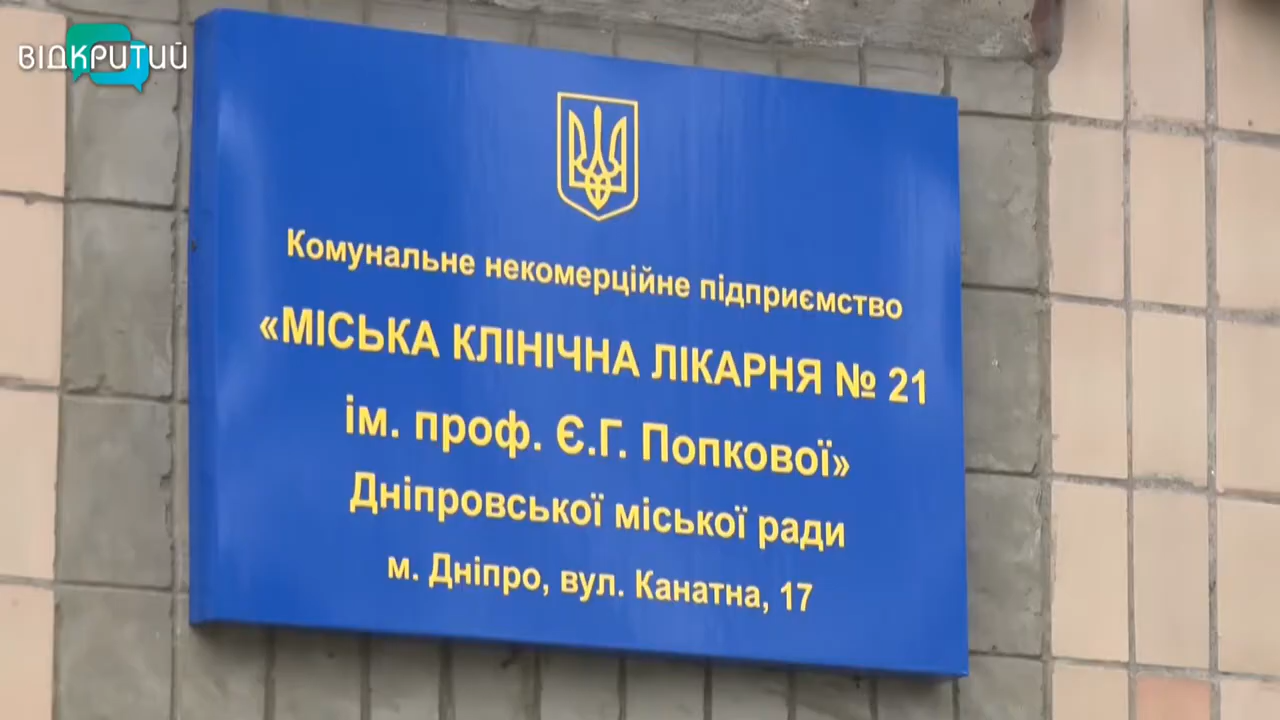 ВІДКРИТИЙ
Комунальне некомерційне підприємство
«МІСЬКА КЛІНІЧНА ЛІКАРНЯ № 21
ім. проф. Є.Г. Попкової»
Дніпровської міської ради
м. Дніпро, вул. Канатна, 17